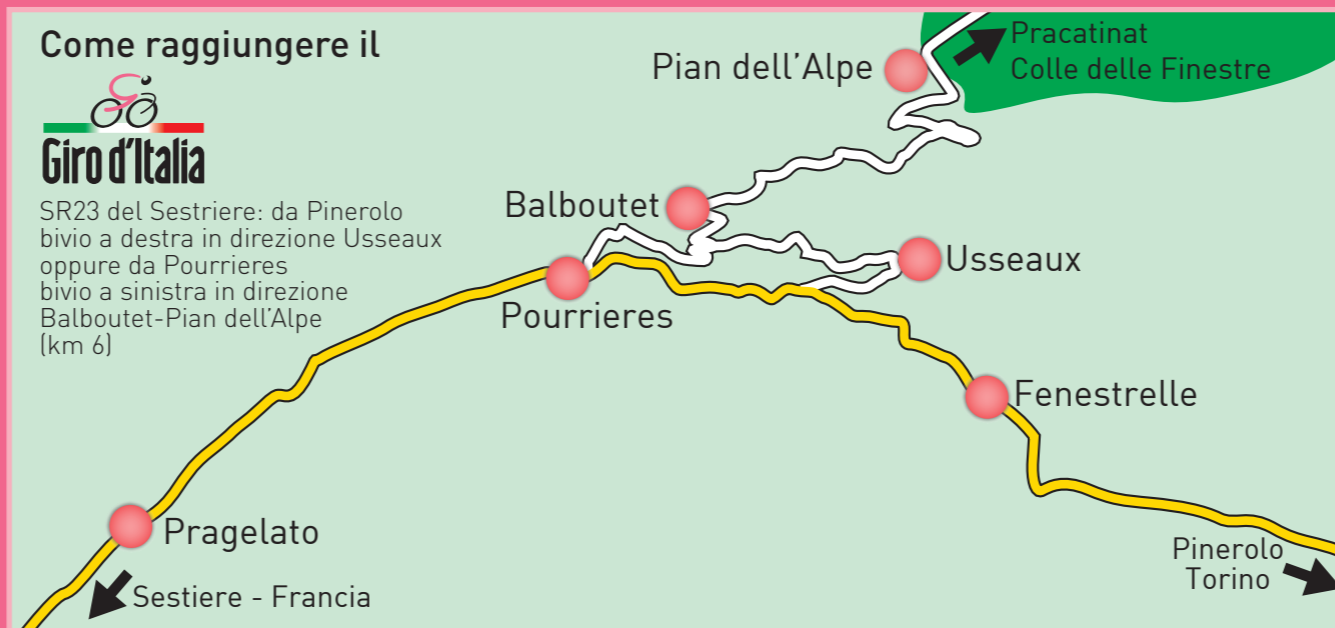 Come raggiungere il
Giro d'Italia
SR23 del Sestriere: da Pinerolo
bivio a destra in direzione Usseaux
oppure da Pourrieres
bivio a sinistra in direzione
Balboutet-Pian dell'Alpe
(km 6)
Pian dell'Alpe
Pracatinat
Colle delle Finestre
Balboutet
Usseaux
Pourrieres
Fenestrelle
Pragelato
Sestiere - Francia
Pinerolo
Torino